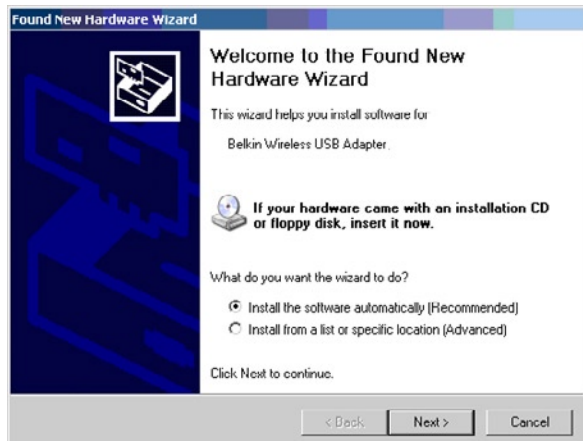 Found New Hardware Wizard
Welcome to the Found New
Hardware Wizard
This wizard helps you install software for
Belkin Wireless USB Adapter
If your hardware came with an installation CD
or floppy disk, insert it now.
What do you want the wizard to do?
Install the software automatically (Recommended)
Install from a list or specific location (Advanced)
Click Next to continue.
< Back Next > Cancel